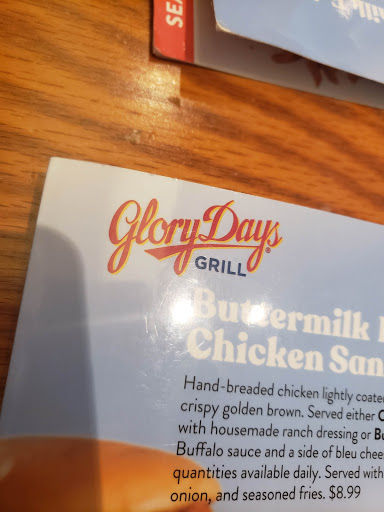 SEA
Milk
Glory Days
GRILL
Buttermilk
Chicken San
Hand-breaded chicken lightly coate
crispy golden brown. Served either
with housemade ranch dressing or Bu
Buffalo sauce and a side of bleu chee
quantities available daily. Served with
onion, and seasoned fries. $8.99